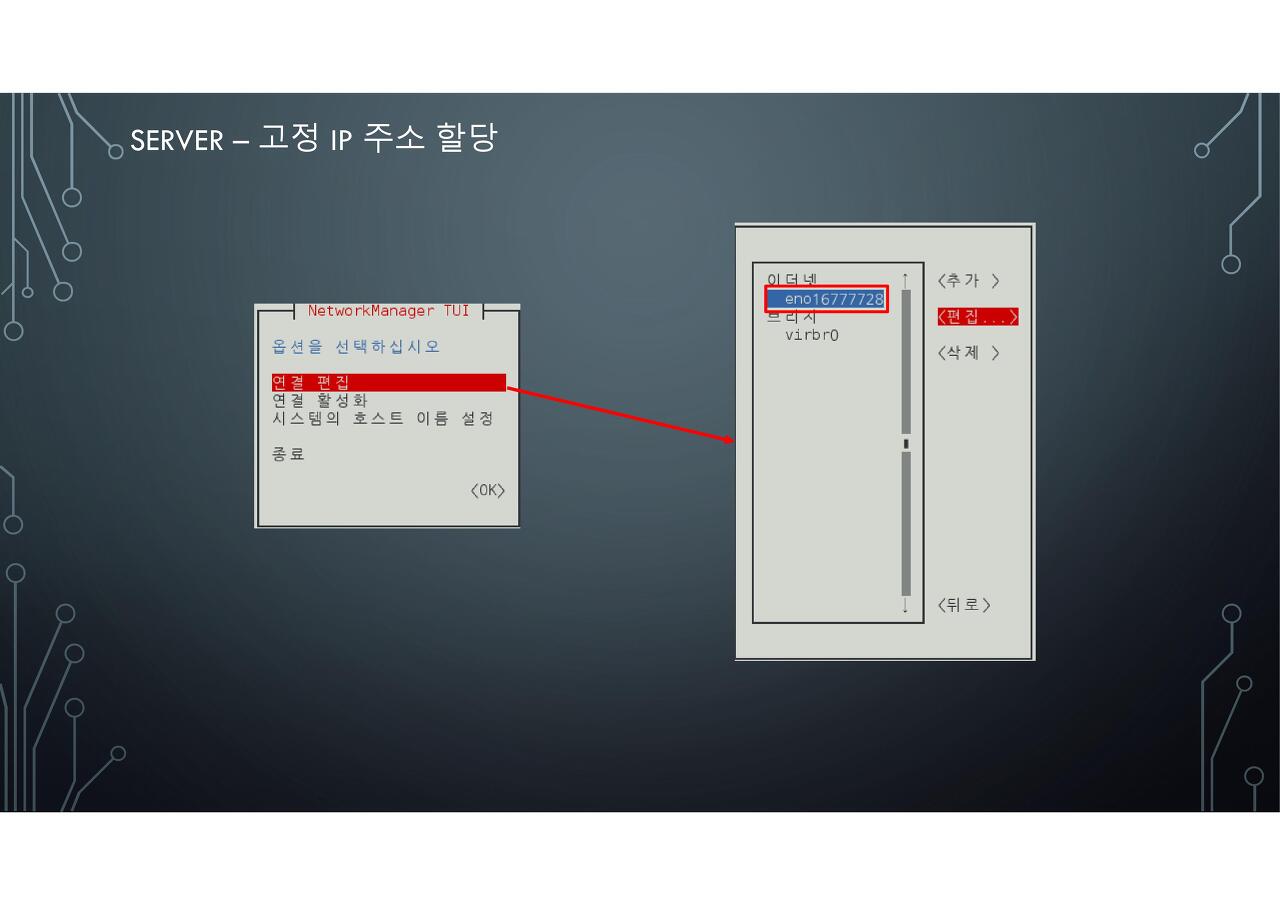 SERVER – 고정 IP 주소 할당
NetworkManager TUI
옵션을 선택하십시오
연결 편집
연결 활성화
시스템의 호스트 이름 설정
종료
<OK>
이더넷
eno16777728
브리지
virbr0
↑
↓
<추가 >
<편집...>
<삭제 >
<뒤로>